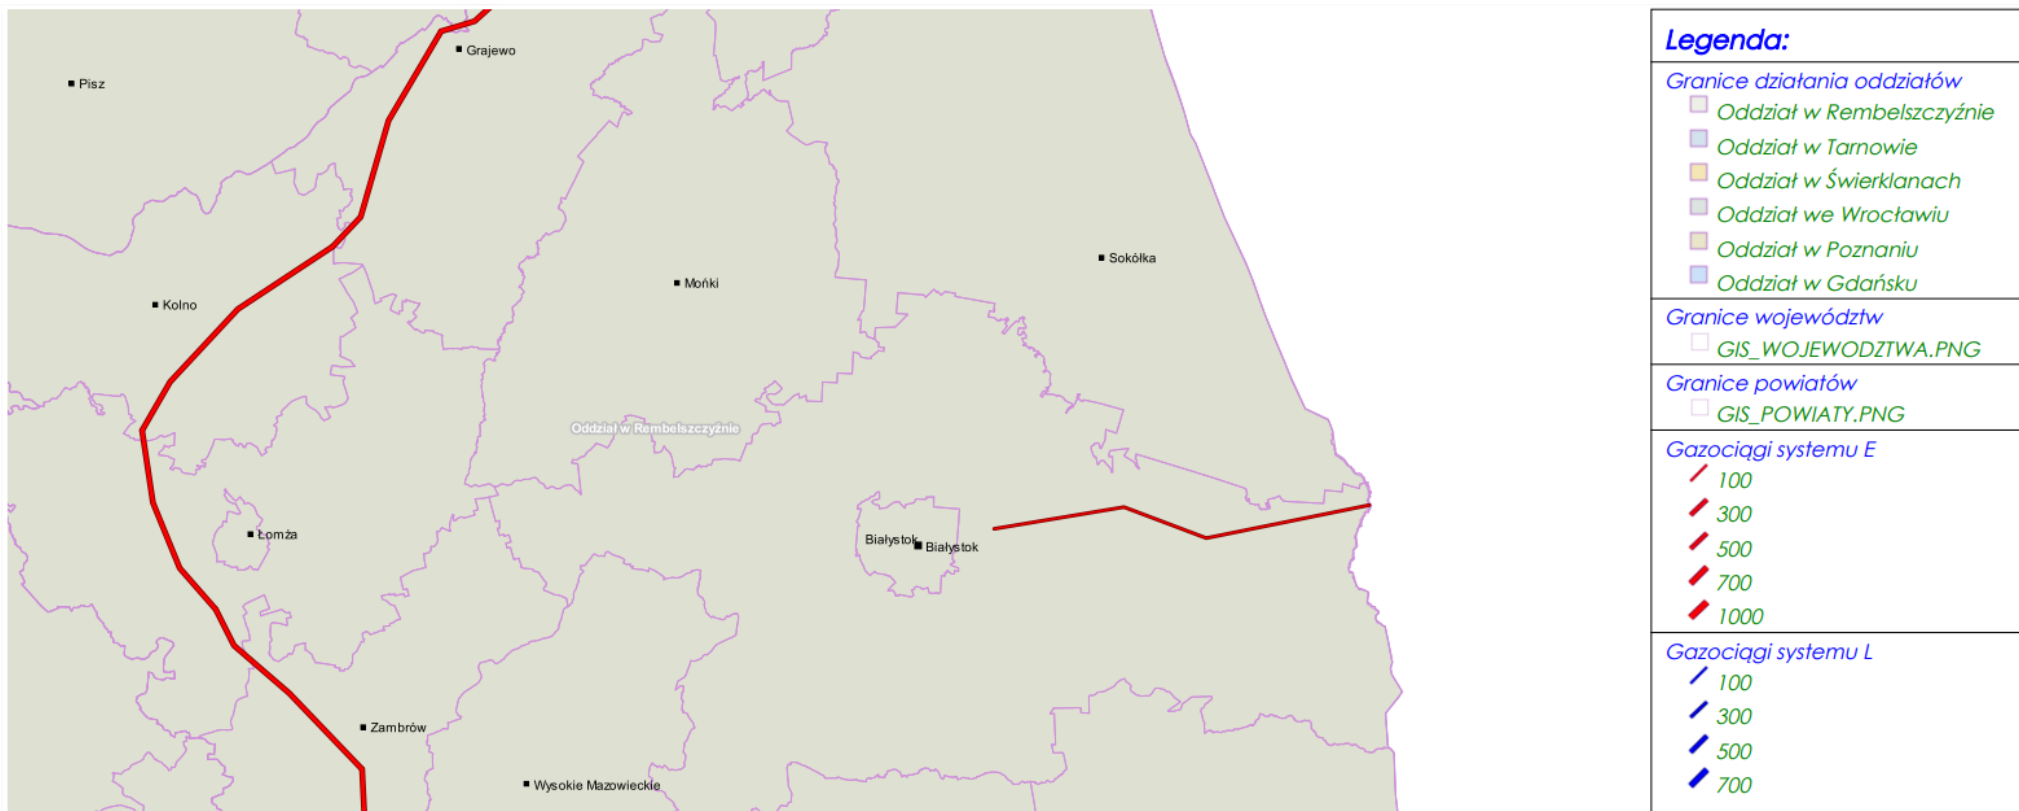 Grajewo
Pisz
Sokółka
Mońki
Kolno
Oddział w Rembelszczyźnie
Łomża
Białystok
Białystok
Zambrów
Wysokie Mazowieckie
Legenda:
Granice działania oddziałów
Oddział w Rembelszczyźnie
Oddział w Tarnowie
Oddział w Świerklanach
Oddział we Wrocławiu
Oddział w Poznaniu
Oddział w Gdańsku
Granice województw
GIS_WOJEWODZTWA.PNG
Granice powiatów
GIS_POWIATY.PNG
Gazociągi systemu E
100
300
500
700
1000
Gazociągi systemu L
100
300
500
700